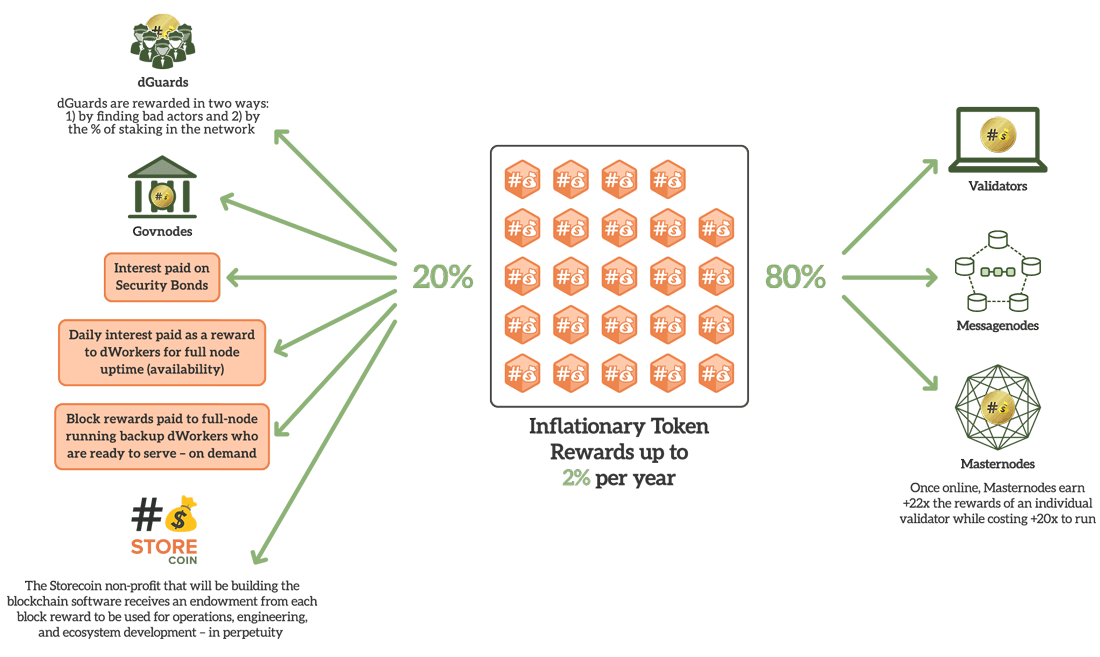 dGuards
dGuards are rewarded in two ways:
1) by finding bad actors and 2) by
the % of staking in the network
Govnodes
Interest paid on
Security Bonds
Daily interest paid as a reward
to dWorkers for full node
uptime (availability)
Block rewards paid to full-node
running backup dWorkers who
are ready to serve – on demand
#$
STORE
COIN
The Storecoin non-profit that will be building the
blockchain software receives an endowment from each
block reward to be used for operations, engineering,
and ecosystem development – in perpetuity
20%
Inflationary Token
Rewards up to
2% per year
80%
Validators
Messagenodes
Masternodes
Once online, Masternodes earn
+22x the rewards of an individual
validator while costing +20x to run